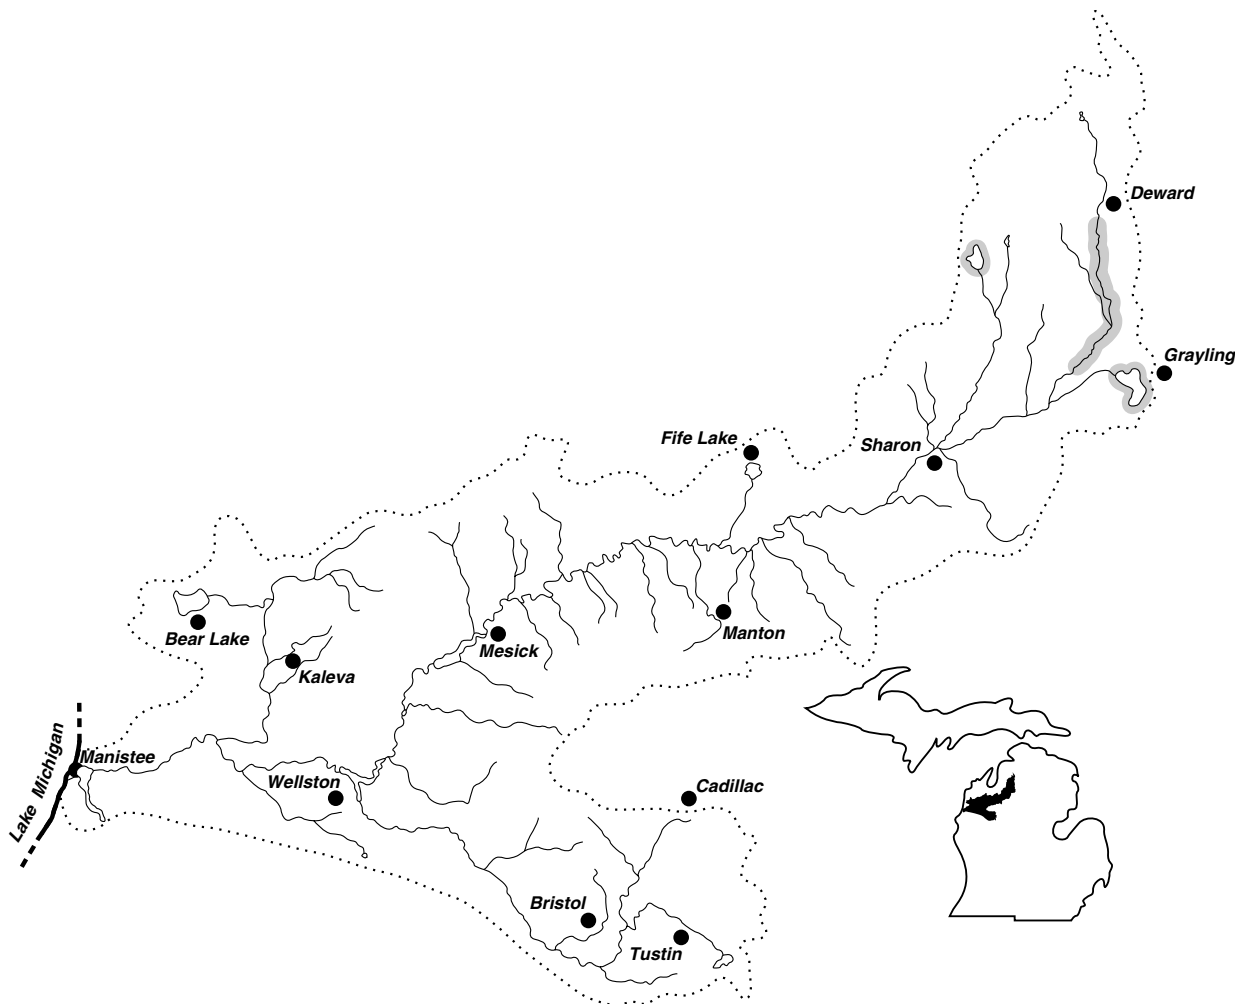 Deward
Grayling
Fife Lake
Sharon
Bear Lake
Kaleva
Mesick
Manton
Lake Michigan
Manistee
Wellston
Cadillac
Bristol
Tustin